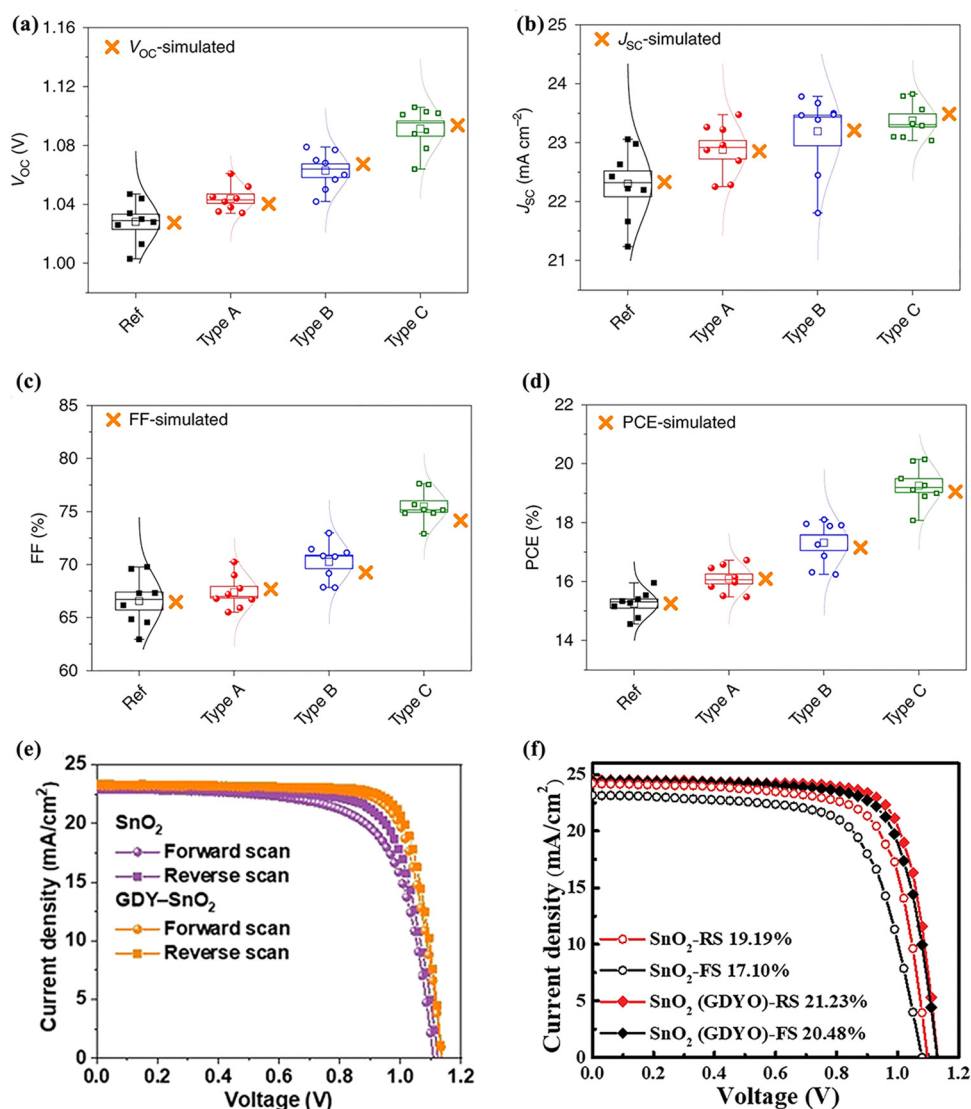 (a)
1.16
1.12
1.08
1.04
1.00
V_OC (V)
V_OC-simulated
Ref
Type A
Type B
Type C
(b)
25
24
23
22
21
J_SC (mA cm⁻²)
J_SC-simulated
Ref
Type A
Type B
Type C
(c)
85
80
75
70
65
60
FF (%)
FF-simulated
Ref
Type A
Type B
Type C
(d)
22
20
18
16
14
PCE (%)
PCE-simulated
Ref
Type A
Type B
Type C
(e)
25
20
15
10
5
0
Current density (mA/cm²)
SnO₂
Forward scan
Reverse scan
GDY–SnO₂
Forward scan
Reverse scan
0.0 0.2 0.4 0.6 0.8 1.0 1.2
Voltage (V)
(f)
25
20
15
10
5
0
Current density (mA/cm²)
SnO₂-RS 19.19%
SnO₂-FS 17.10%
SnO₂ (GDYO)-RS 21.23%
SnO₂ (GDYO)-FS 20.48%
0.0 0.2 0.4 0.6 0.8 1.0 1.2
Voltage (V)